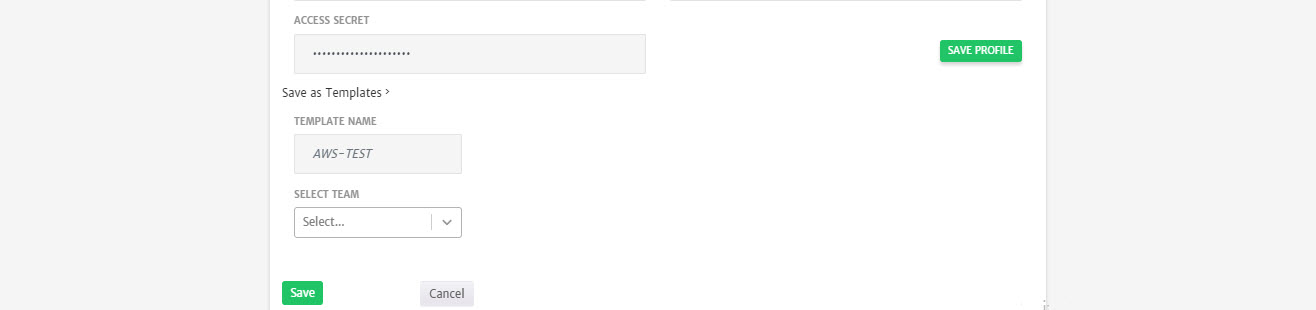 ACCESS SECRET
•••••••••••••••••••••
SAVE PROFILE
Save as Templates >
TEMPLATE NAME
AWS-TEST
SELECT TEAM
Select...
Save
Cancel